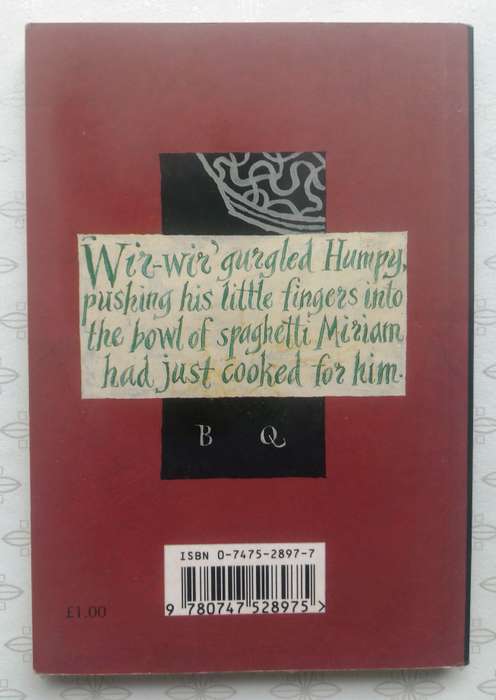 Wir-wir' gurgled Humpy,
pushing his little fingers into
the bowl of spaghetti Miriam
had just cooked for him.
B Q
ISBN 0-7475-2897-7
9 780747 528975 >
£1.00